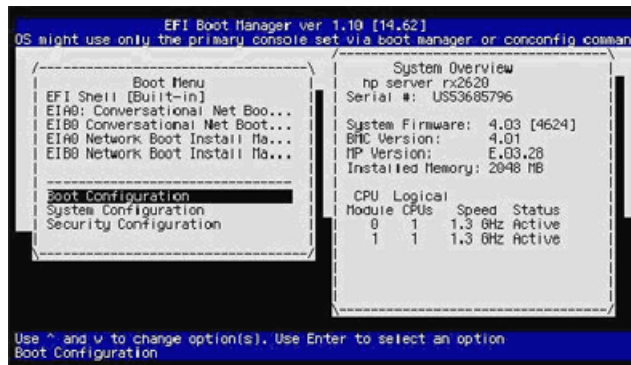 EFI Boot Manager ver 1.10 [14.62]
OS might use only the primary console set via boot manager or conconfig comman
Boot Menu
EFI Shell [Built-in]
EIA0: Conversational Net Boo...
EIB0 Conversational Net Boot...
EIA0 Network Boot Install Ma...
EIB0 Network Boot Install Ma...
Boot Configuration
System Configuration
Security Configuration
System Overview
hp server rx2620
Serial #: US53685796
System Firmware: 4.03 [4624]
BMC Version: 4.01
MP Version: E.03.28
Installed Memory: 2048 MB
CPU Logical
Module CPUs Speed Status
0 1 1.3 GHz Active
1 1 1.3 GHz Active
Use ^ and v to change option(s). Use Enter to select an option
Boot Configuration